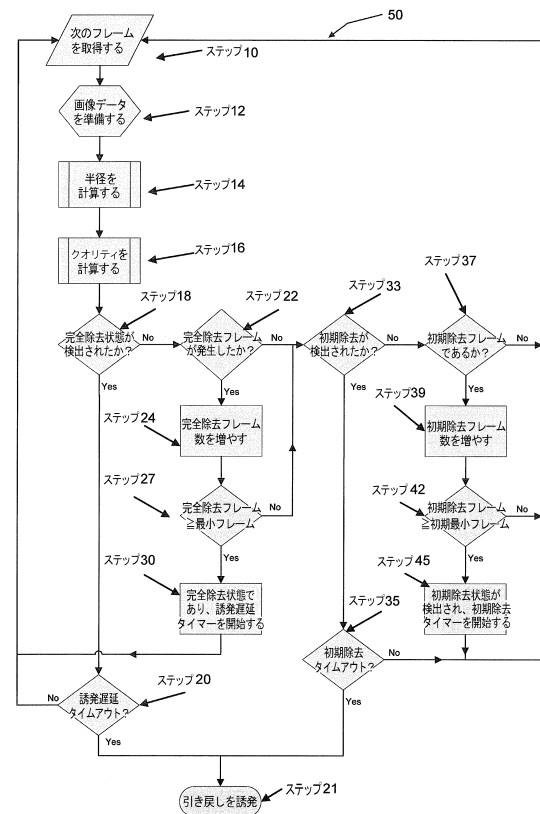 50
次のフレーム
を取得する
ステップ10
画像データ
を準備する
ステップ12
半径を
計算する
ステップ14
クオリティを
計算する
ステップ16
ステップ18
完全除去状態が
検出されたか?
No
Yes
ステップ22
完全除去フレーム
が発生したか?
No
Yes
ステップ33
初期除去が
検出されたか?
No
Yes
ステップ37
初期除去フレーム
であるか?
No
Yes
ステップ24
完全除去フレーム
数を増やす
ステップ39
初期除去フレーム
数を増やす
ステップ27
完全除去フレーム
≧最小フレーム
No
Yes
ステップ42
初期除去フレーム
≧初期最小フレーム
No
Yes
ステップ30
完全除去状態で
あり、誘発遅延
タイマーを開始する
ステップ45
初期除去状態が
検出され、初期除去
タイマーを開始する
ステップ35
初期除去
タイムアウト?
No
Yes
ステップ20
誘発遅延
タイムアウト?
No
Yes
引き戻しを誘発
ステップ21